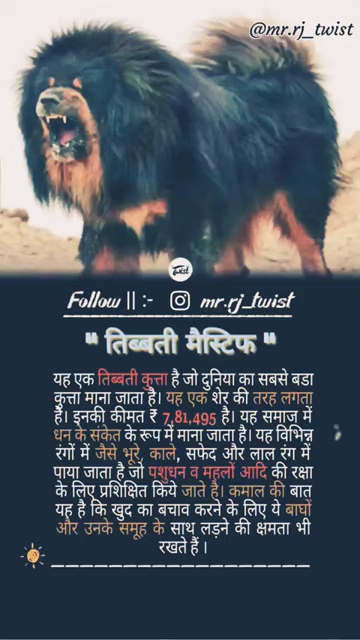 @mr.rj_twist
Twist
Follow || :- mr.rj_twist
" तिब्बती मैस्टिफ "
यह एक तिब्बती कुत्ता है जो दुनिया का सबसे बडा
कुत्ता माना जाता है। यह एक शेर की तरह लगता
है। इनकी कीमत ₹ 7,81,495 है। यह समाज में
धन के संकेत के रूप में माना जाता है। यह विभिन्न
रंगों में जैसे भूरे, काले, सफेद और लाल रंग में
पाया जाता है जो पशुधन व महलों आदि की रक्षा
के लिए प्रशिक्षित किये जाते है। कमाल की बात
यह है कि खुद का बचाव करने के लिए ये बाघों
और उनके समूह के साथ लड़ने की क्षमता भी
रखते हैं ।